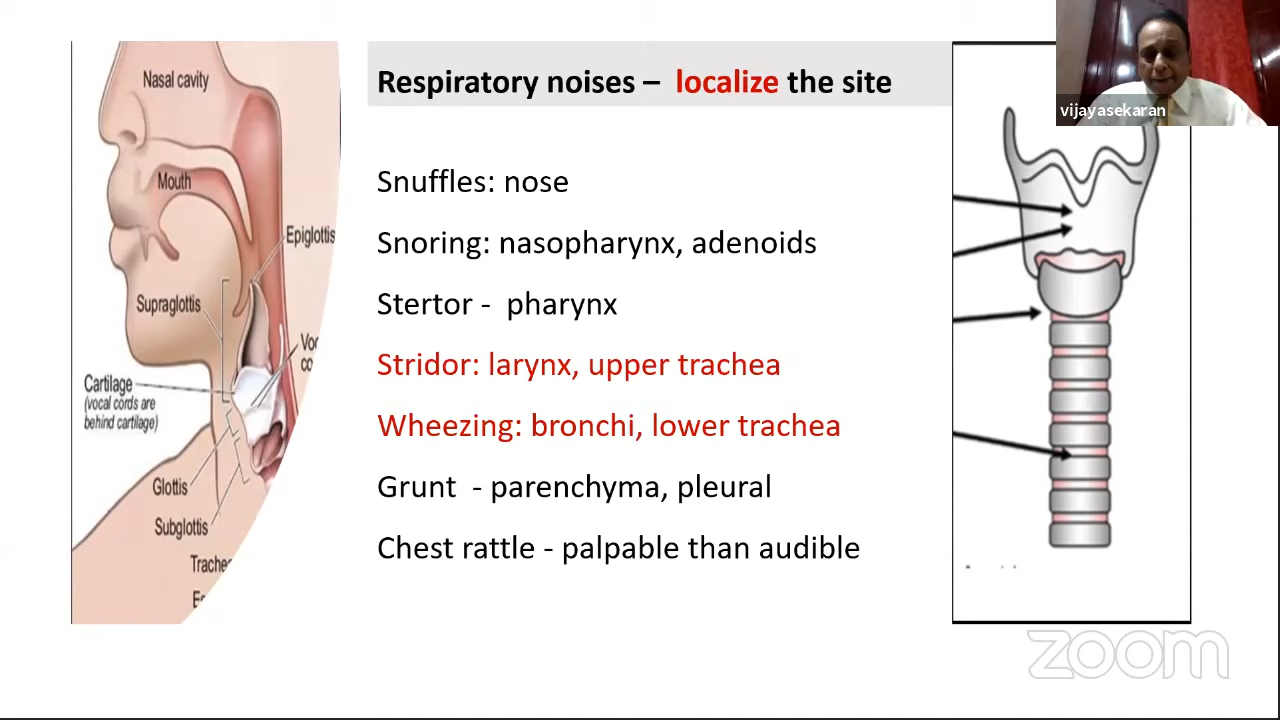 Respiratory noises – localize the site
vijayasekaran
Snuffles: nose
Snoring: nasopharynx, adenoids
Stertor - pharynx
Stridor: larynx, upper trachea
Wheezing: bronchi, lower trachea
Grunt - parenchyma, pleural
Chest rattle - palpable than audible
Nasal cavity
Mouth
Epiglottis
Supraglottis
Cartilage
(vocal cords are
behind cartilage)
Glottis
Subglottis
zoom